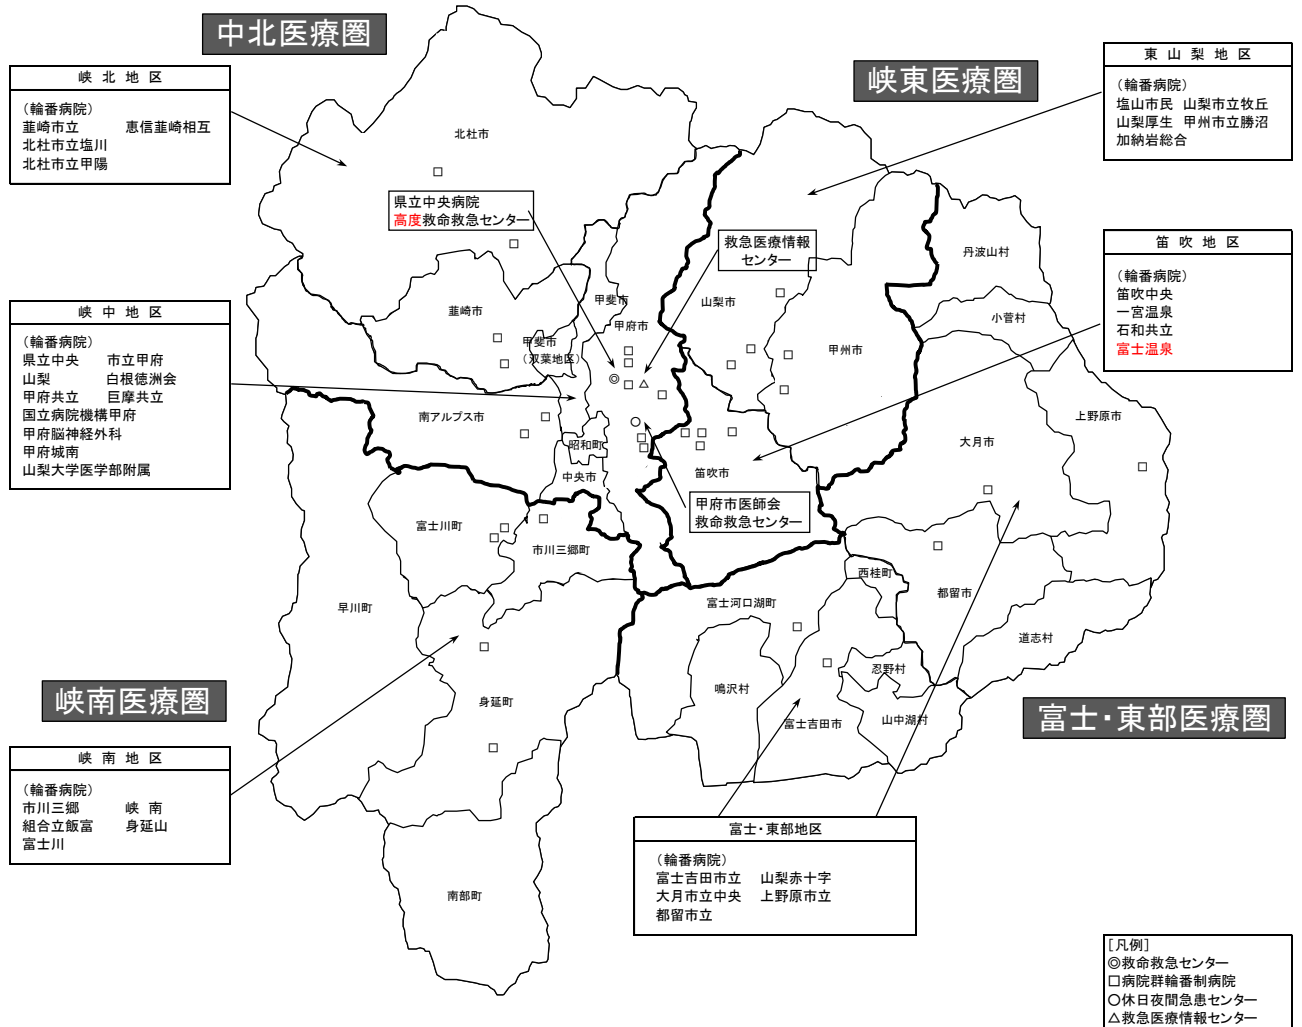 中北医療圏
峡東医療圏
峡南医療圏
富士・東部医療圏
峡北地区
（輪番病院）
韮崎市立　恵信韮崎相互
北杜市立塩川
北杜市立甲陽
峡中地区
（輪番病院）
県立中央　市立甲府
山梨　白根徳洲会
甲府共立　巨摩共立
国立病院機構甲府
甲府脳神経外科
甲府城南
山梨大学医学部附属
峡南地区
（輪番病院）
市川三郷　峡南
組合立飯富　身延山
富士川
東山梨地区
（輪番病院）
塩山市民　山梨市立牧丘
山梨厚生　甲州市立勝沼
加納岩総合
笛吹地区
（輪番病院）
笛吹中央
一宮温泉
石和共立
富士温泉
富士・東部地区
（輪番病院）
富士吉田市立　山梨赤十字
大月市立中央　上野原市立
都留市立
県立中央病院
高度救命救急センター
救急医療情報
センター
甲府市医師会
救命救急センター
北杜市
韮崎市
甲斐市
甲斐市
（双葉地区）
甲府市
山梨市
甲州市
丹波山村
小菅村
上野原市
大月市
南アルプス市
昭和町
中央市
笛吹市
富士川町
市川三郷町
早川町
身延町
南部町
富士河口湖町
西桂町
都留市
道志村
鳴沢村
忍野村
富士吉田市
山中湖村
［凡例］
◎救命救急センター
□病院群輪番制病院
○休日夜間急患センター
△救急医療情報センター